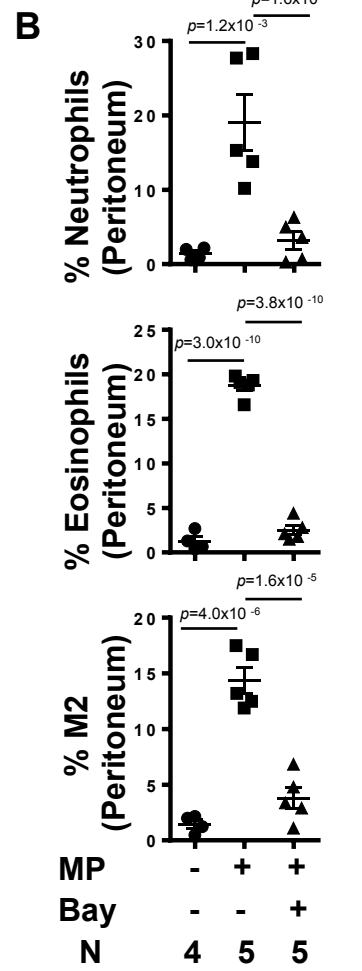 B
p=1.2x10 -3
30
20
10
0
% Neutrophils
(Peritoneum)
p=3.8x10 -10
p=3.0x10 -10
25
20
15
10
5
0
% Eosinophils
(Peritoneum)
p=1.6x10 -5
p=4.0x10 -6
20
15
10
5
0
% M2
(Peritoneum)
MP - + +
Bay - - +
N 4 5 5